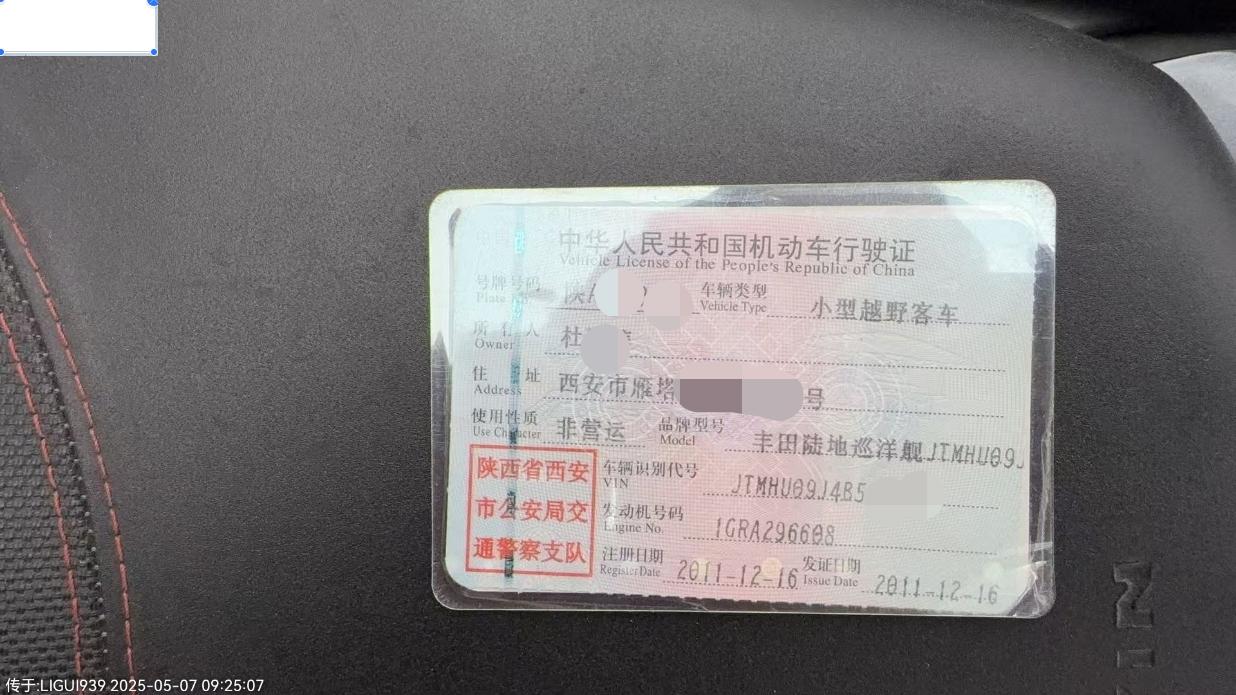 中华人民共和国机动车行驶证
Vehicle License of the People's Republic of China
号牌号码 陕A 车辆类型 小型越野客车
Plate No. Vehicle Type
所有人 杜
Owner
住址 西安市雁塔 号
Address
使用性质 非营运 品牌型号 丰田陆地巡洋舰JTMHU09J
Use Character Model
陕西省西安
市公安局交
通警察支队
车辆识别代号 JTMHU09J4B5
VIN
发动机号码 1GRA296608
Engine No.
注册日期 2011-12-16 发证日期 2011-12-16
Register Date Issue Date
传于:LIGUI939 2025-05-07 09:25:07